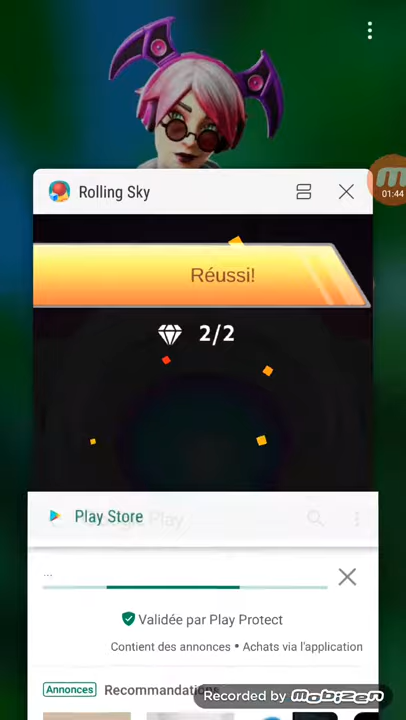 01:44
Rolling Sky
Réussi!
2/2
Play Store
...
Validée par Play Protect
Contient des annonces • Achats via l'application
Annonces Recommandations
Recorded by mobizen